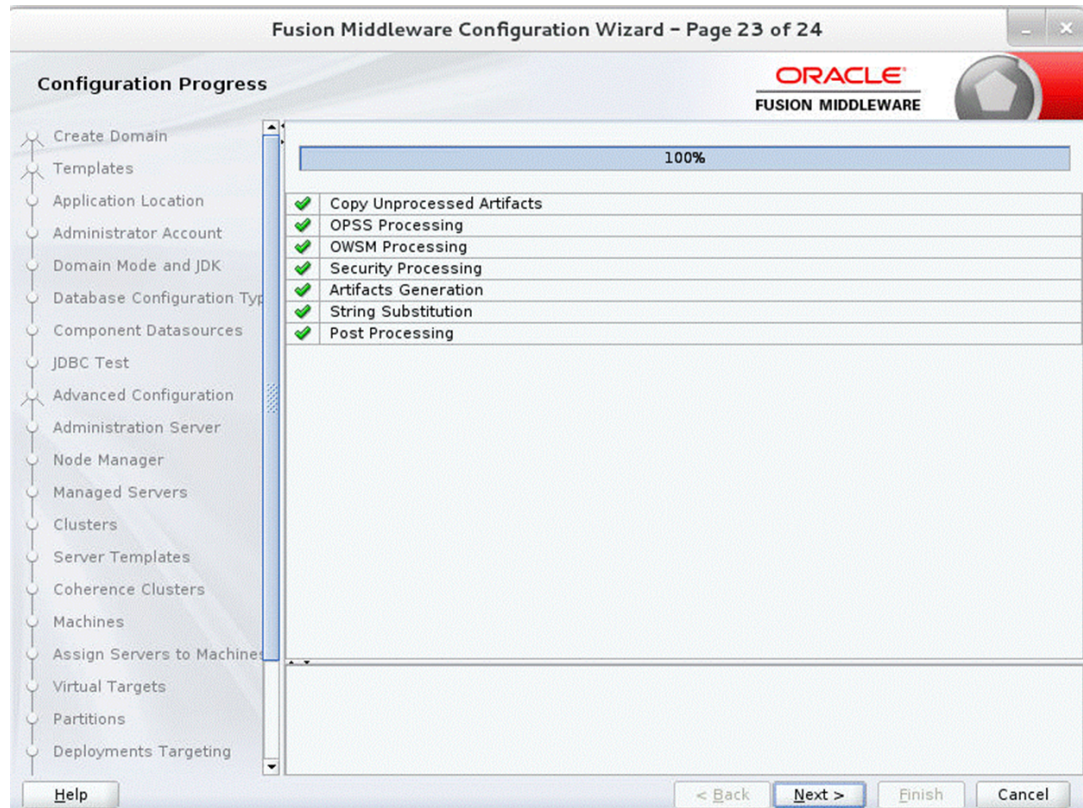 Fusion Middleware Configuration Wizard – Page 23 of 24
Configuration Progress
ORACLE
FUSION MIDDLEWARE
Create Domain
Templates
Application Location
Administrator Account
Domain Mode and JDK
Database Configuration Typ
Component Datasources
JDBC Test
Advanced Configuration
Administration Server
Node Manager
Managed Servers
Clusters
Server Templates
Coherence Clusters
Machines
Assign Servers to Machines
Virtual Targets
Partitions
Deployments Targeting
100%
Copy Unprocessed Artifacts
OPSS Processing
OWSM Processing
Security Processing
Artifacts Generation
String Substitution
Post Processing
Help
< Back
Next >
Finish
Cancel